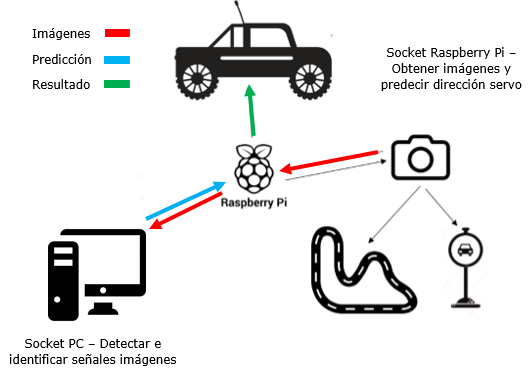 Imágenes
Predicción
Resultado
Socket Raspberry Pi –
Obtener imágenes y
predecir dirección servo
Raspberry Pi
Socket PC – Detectar e
identificar señales imágenes